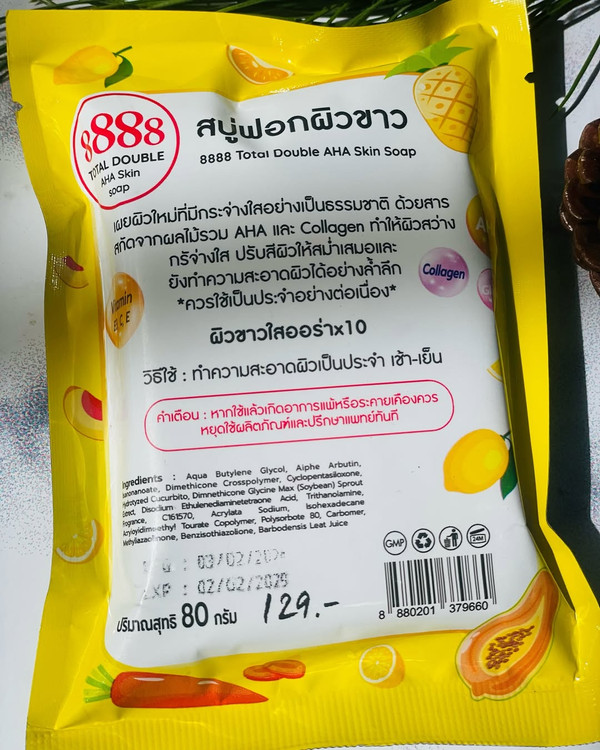 8888
TOTAL DOUBLE
AHA Skin
soap
สบู่ฟอกผิวขาว
8888 Total Double AHA Skin Soap
เผยผิวใหม่ที่มีกระจ่างใสอย่างเป็นธรรมชาติ ด้วยสาร
สกัดจากผลไม้รวม AHA และ Collagen ทำให้ผิวสว่าง
กริจ่างใส ปรับสีผิวให้สม่ำเสมอและ
ยังทำความสะอาดผิวได้อย่างล้ำลึก
*ควรใช้เป็นประจำอย่างต่อเนื่อง*
Collagen
Vitamin
ผิวขาวใสออร่าx10
วิธีใช้ : ทำความสะอาดผิวเป็นประจำ เช้า-เย็น
คำเตือน : หากใช้แล้วเกิดอาการแพ้หรือระคายเคืองควร
หยุดใช้ผลิตภัณฑ์และปรึกษาแพทย์ทันที
Ingredients : Aqua Butylene Glycol, Aiphe Arbutin,
Dimethicone Crosspolymer, Cyclopentasiloxone,
Hydrotyzed Cucurbito, Dimnethicone Glycine Max (Soybean) Sprout
Extrect, Disodium Ethulenediaminetetraone Acid, Trithanolamine,
Fragrance, C161570, Acrylata Sodium, Isohexadecane
Tourate Copolymer, Polysorbote 80, Carbomer,
Benzisothiazolione, Barbodensis Leat Juice
GMP
24M
EXP : 02/02/2029
ปริมาณสุทธิ 80 กรัม
129.-
8 880201 379660